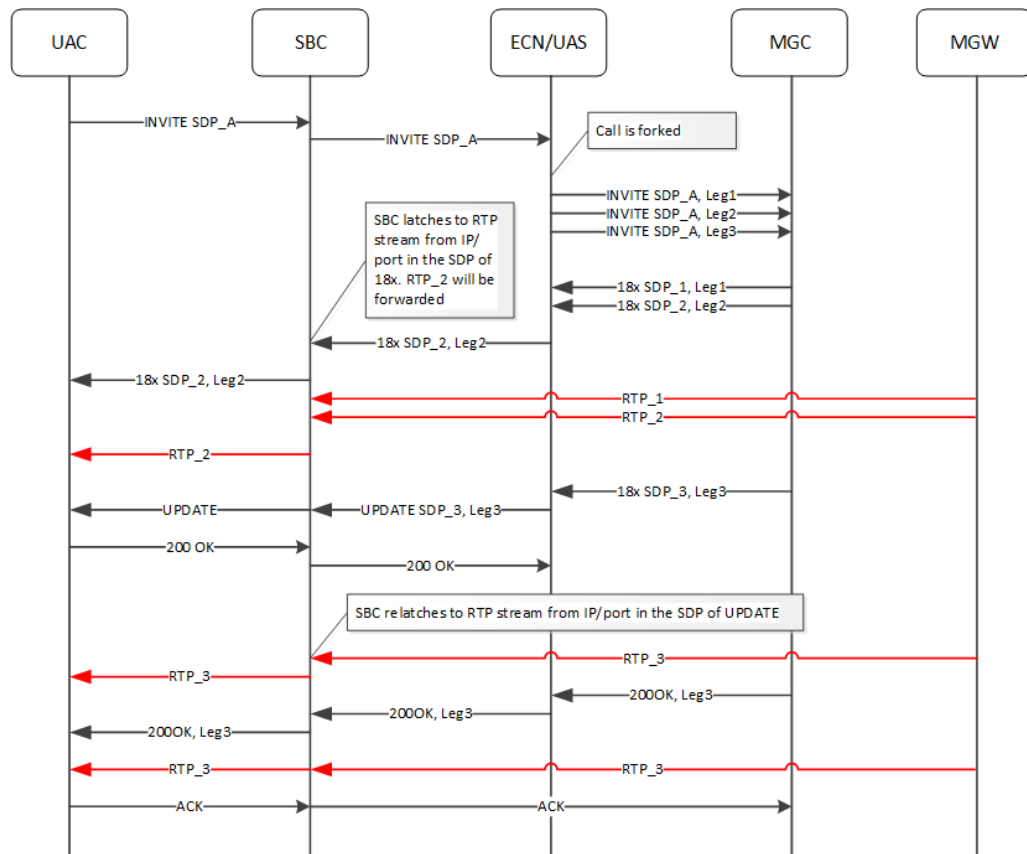 UAC
SBC
ECN/UAS
MGC
MGW
INVITE SDP_A
INVITE SDP_A
Call is forked
INVITE SDP_A, Leg1
INVITE SDP_A, Leg2
INVITE SDP_A, Leg3
SBC latches to RTP
stream from IP/
port in the SDP of
18x. RTP_2 will be
forwarded
18x SDP_1, Leg1
18x SDP_2, Leg2
18x SDP_2, Leg2
18x SDP_2, Leg2
RTP_1
RTP_2
RTP_2
18x SDP_3, Leg3
UPDATE
UPDATE SDP_3, Leg3
200 OK
200 OK
SBC relatches to RTP stream from IP/port in the SDP of UPDATE
RTP_3
RTP_3
200OK, Leg3
200OK, Leg3
200OK, Leg3
RTP_3
RTP_3
ACK
ACK